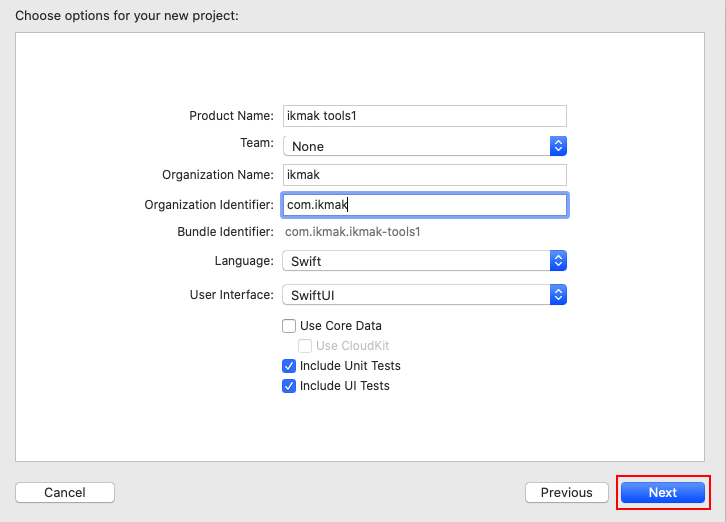 Choose options for your new project:
Product Name: ikmak tools1
Team: None
Organization Name: ikmak
Organization Identifier: com.ikmak
Bundle Identifier: com.ikmak.ikmak-tools1
Language: Swift
User Interface: SwiftUI
Use Core Data
Use CloudKit
Include Unit Tests
Include UI Tests
Cancel Previous Next